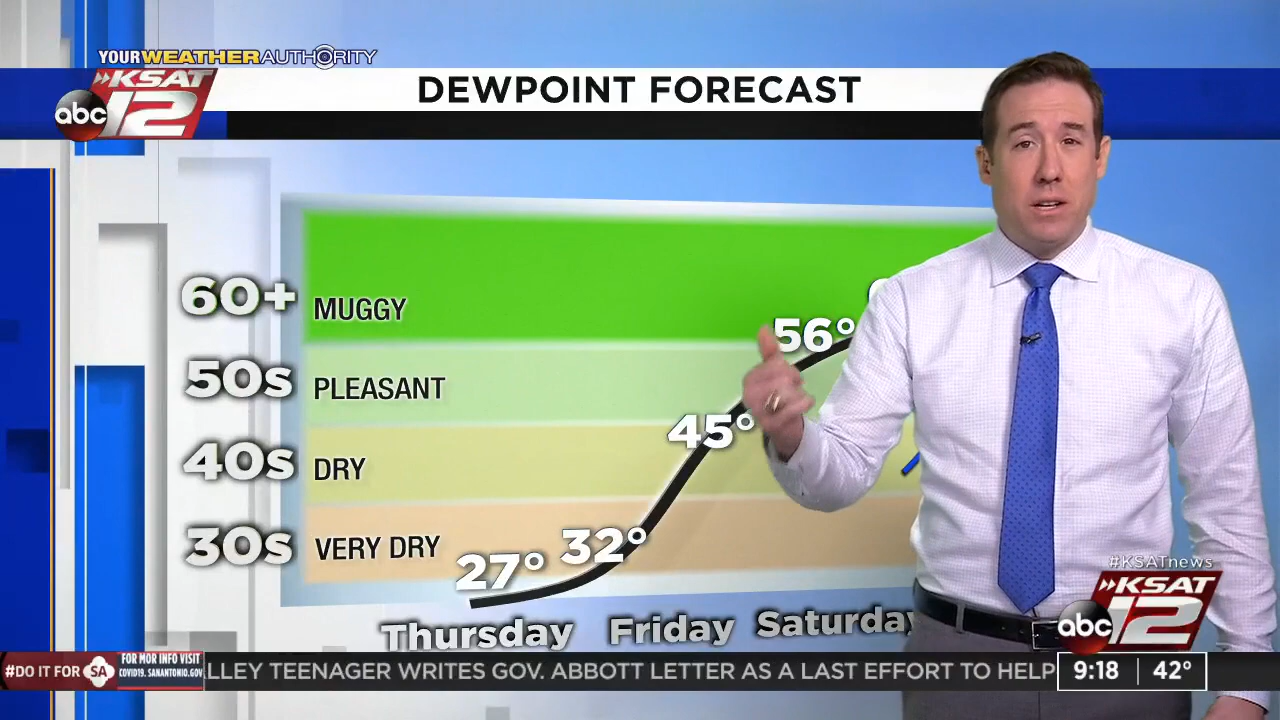 YOURWEATHERAUTHORITY
KSAT
abc 12
DEWPOINT FORECAST
60+ MUGGY
56°
50s PLEASANT
45°
40s DRY
30s VERY DRY
27° 32°
Thursday Friday Saturday
#KSATnews
KSAT
abc 12
#DO IT FOR SA
FOR MOR INFO VISIT
COVID19.SANANTONIO.GOV
LLEY TEENAGER WRITES GOV. ABBOTT LETTER AS A LAST EFFORT TO HELP
9:18 42°